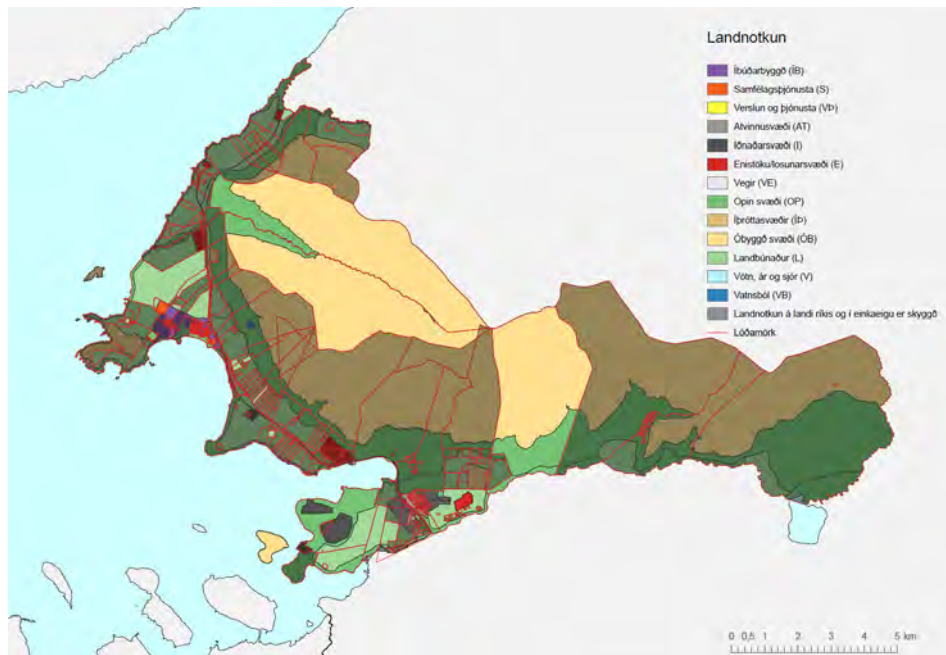 Landnotkun
Íbúðarbyggð (ÍB)
Samfélagsþjónusta (S)
Verslun og þjónusta (VÞ)
Atvinnusvæði (AT)
Iðnaðarsvæði (I)
Efnistöku/losunarsvæði (E)
Vegir (VE)
Opin svæði (OP)
Íþróttasvæðir (ÍÞ)
Óbyggð svæði (ÓB)
Landbúnaður (L)
Vötn, ár og sjór (V)
Vatnsból (VB)
Landnotkun á landi ríkis og í einkaeigu er skyggð
Lóðamörk
0 0,5 1 2 3 4 5 km